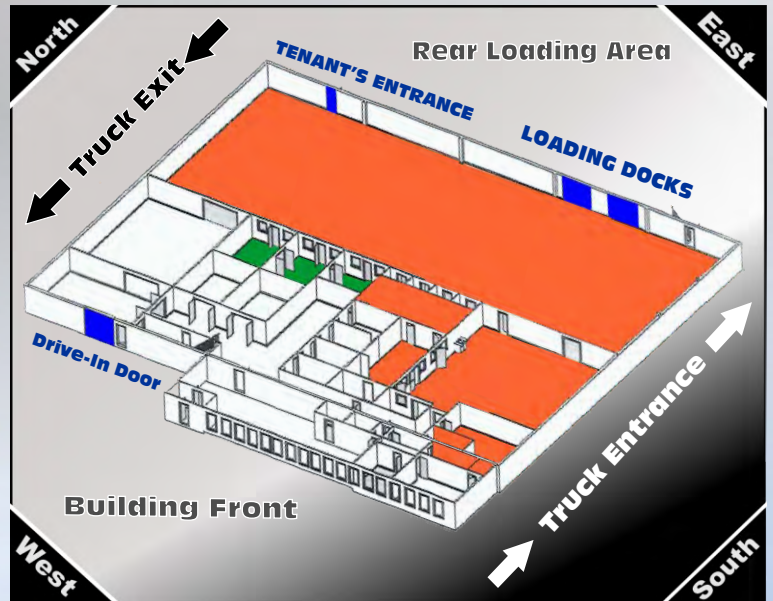 North
East
Rear Loading Area
Truck Exit
TENANT'S ENTRANCE
LOADING DOCKS
Drive-In Door
Truck Entrance
Building Front
West
South